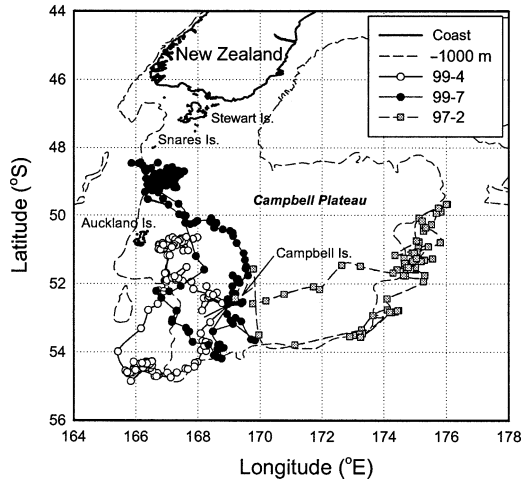 44
46
48
50
52
54
56
Latitude (°S)
164
166
168
170
172
174
176
178
Longitude (°E)
New Zealand
Stewart Is.
Snares Is.
Campbell Plateau
Auckland Is.
Campbell Is.
Coast
–1000 m
99-4
99-7
97-2